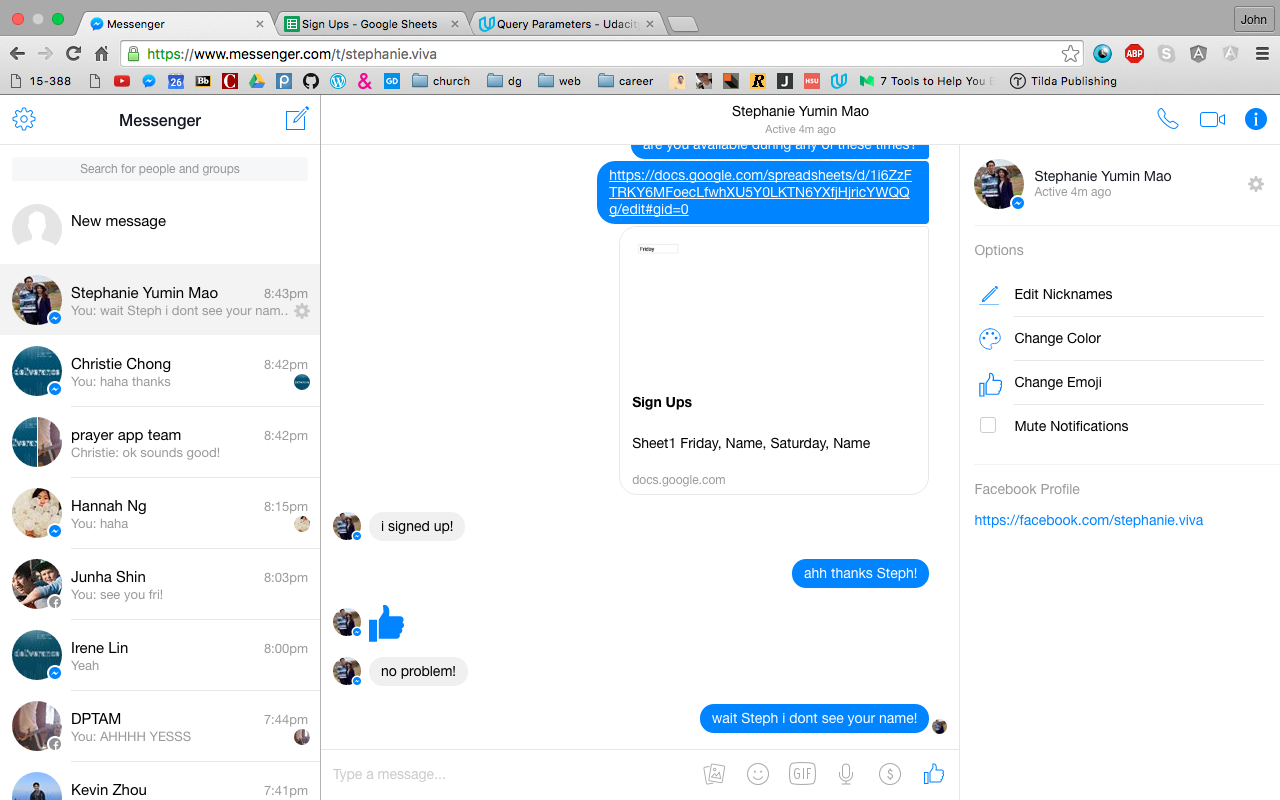 Messenger
Sign Ups - Google Sheets
Query Parameters - Udacit
John
https://www.messenger.com/t/stephanie.viva
ABP
15-388
26
Bb
C
GD
church
dg
web
career
R
J
HSU
7 Tools to Help You E
Tilda Publishing
Messenger
Search for people and groups
New message
Stephanie Yumin Mao 8:43pm
You: wait Steph i dont see your nam..
Christie Chong 8:42pm
You: haha thanks
prayer app team 8:42pm
Christie: ok sounds good!
Hannah Ng 8:15pm
You: haha
Junha Shin 8:03pm
You: see you fri!
Irene Lin 8:00pm
Yeah
DPTAM 7:44pm
You: AHHHH YESSS
Kevin Zhou 7:41pm
Stephanie Yumin Mao
Active 4m ago
are you available during any of these times?
https://docs.google.com/spreadsheets/d/1i6ZzF
TRKY6MFoecLfwhXU5Y0LKTN6YXfjHjricYWQQ
g/edit#gid=0
Friday
Sign Ups
Sheet1 Friday, Name, Saturday, Name
docs.google.com
i signed up!
ahh thanks Steph!
no problem!
wait Steph i dont see your name!
Type a message...
GIF
$
Stephanie Yumin Mao
Active 4m ago
Options
Edit Nicknames
Change Color
Change Emoji
Mute Notifications
Facebook Profile
https://facebook.com/stephanie.viva